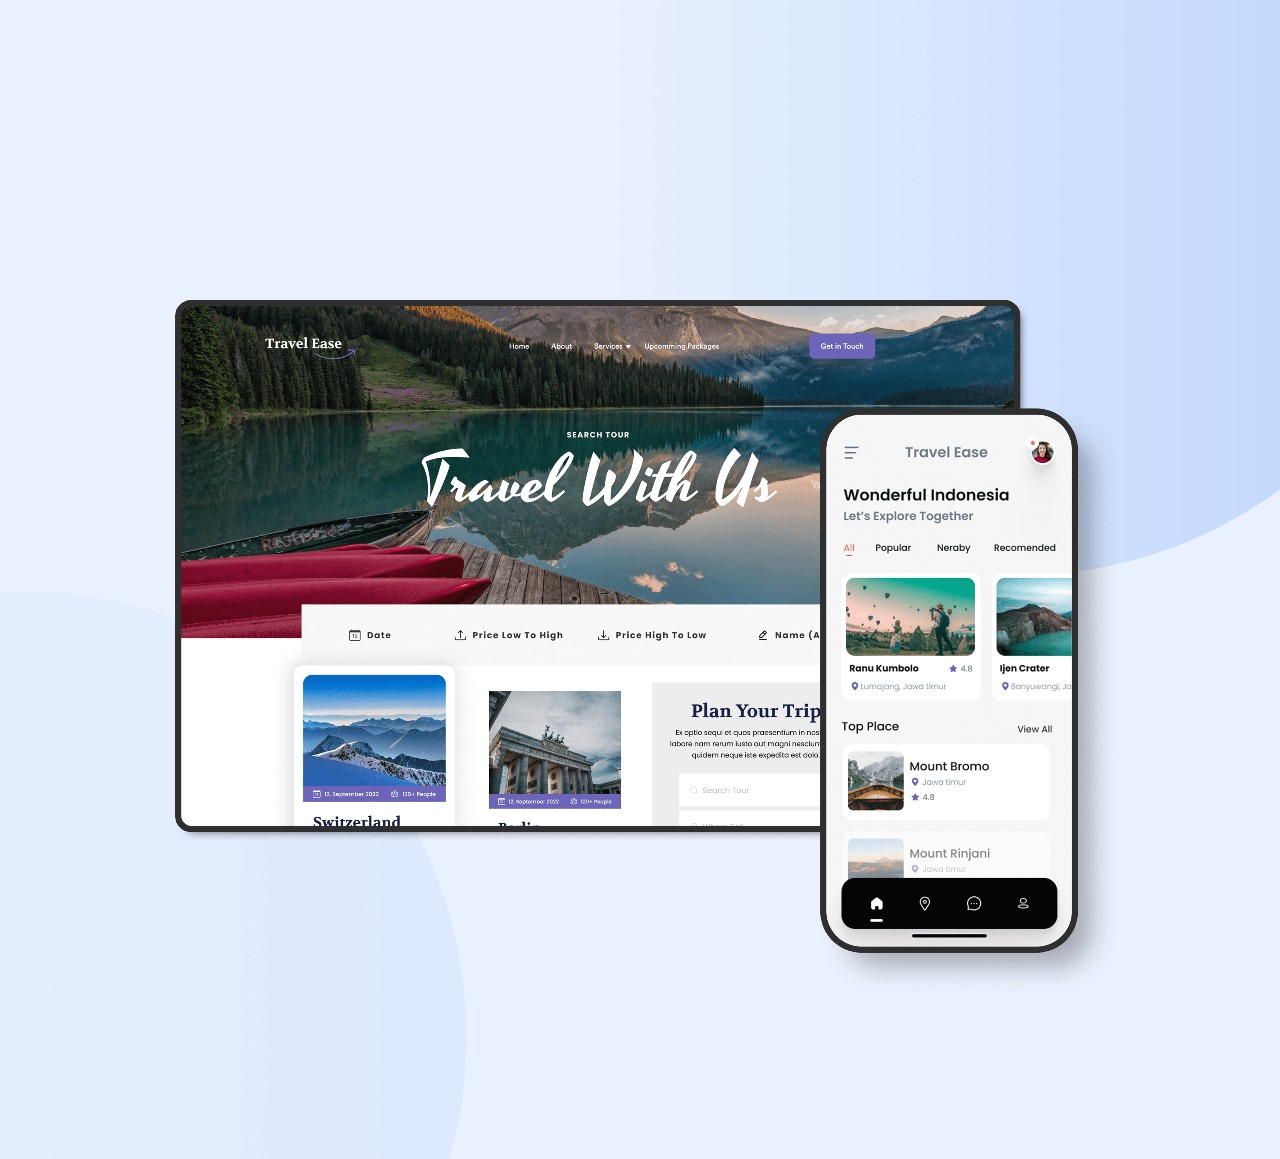 Travel Ease
Home About Services Upcomming Packages
Get in Touch
SEARCH TOUR
Travel With Us
Date
Price Low To High
Price High To Low
Name (A
12. September 2022 120+ People
Switzerland
12. September 2022 120+ People
Berlin
Plan Your Trip
Ex optio sequi et quos praesentium in nos
labore nam rerum iusto aut magni nesciun
quidem neque iste expedita est dolo.
Search Tour
Where To?
Travel Ease
Wonderful Indonesia
Let's Explore Together
All Popular Neraby Recomended
Ranu Kumbolo 4.8
Lumajang, Jawa timur
Ijen Crater
Banyuwangi, Ja
Top Place
View All
Mount Bromo
Jawa timur
4.8
Mount Rinjani
Jawa timur